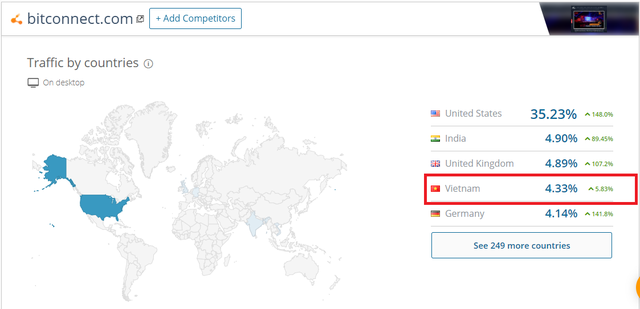 bitconnect.com + Add Competitors
Traffic by countries
On desktop
United States 35.23% 148.0%
India 4.90% 89.45%
United Kingdom 4.89% 107.2%
Vietnam 4.33% 5.83%
Germany 4.14% 141.8%
See 249 more countries